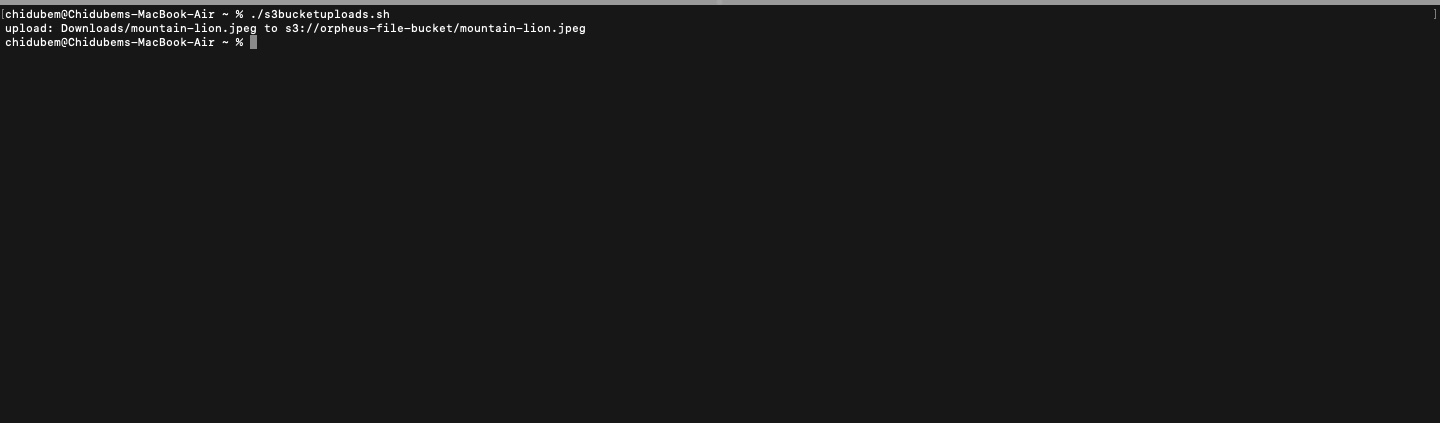 [chidubem@Chidubems-MacBook-Air ~ % ./s3bucketuploads.sh ]
upload: Downloads/mountain-lion.jpeg to s3://orpheus-file-bucket/mountain-lion.jpeg
chidubem@Chidubems-MacBook-Air ~ %